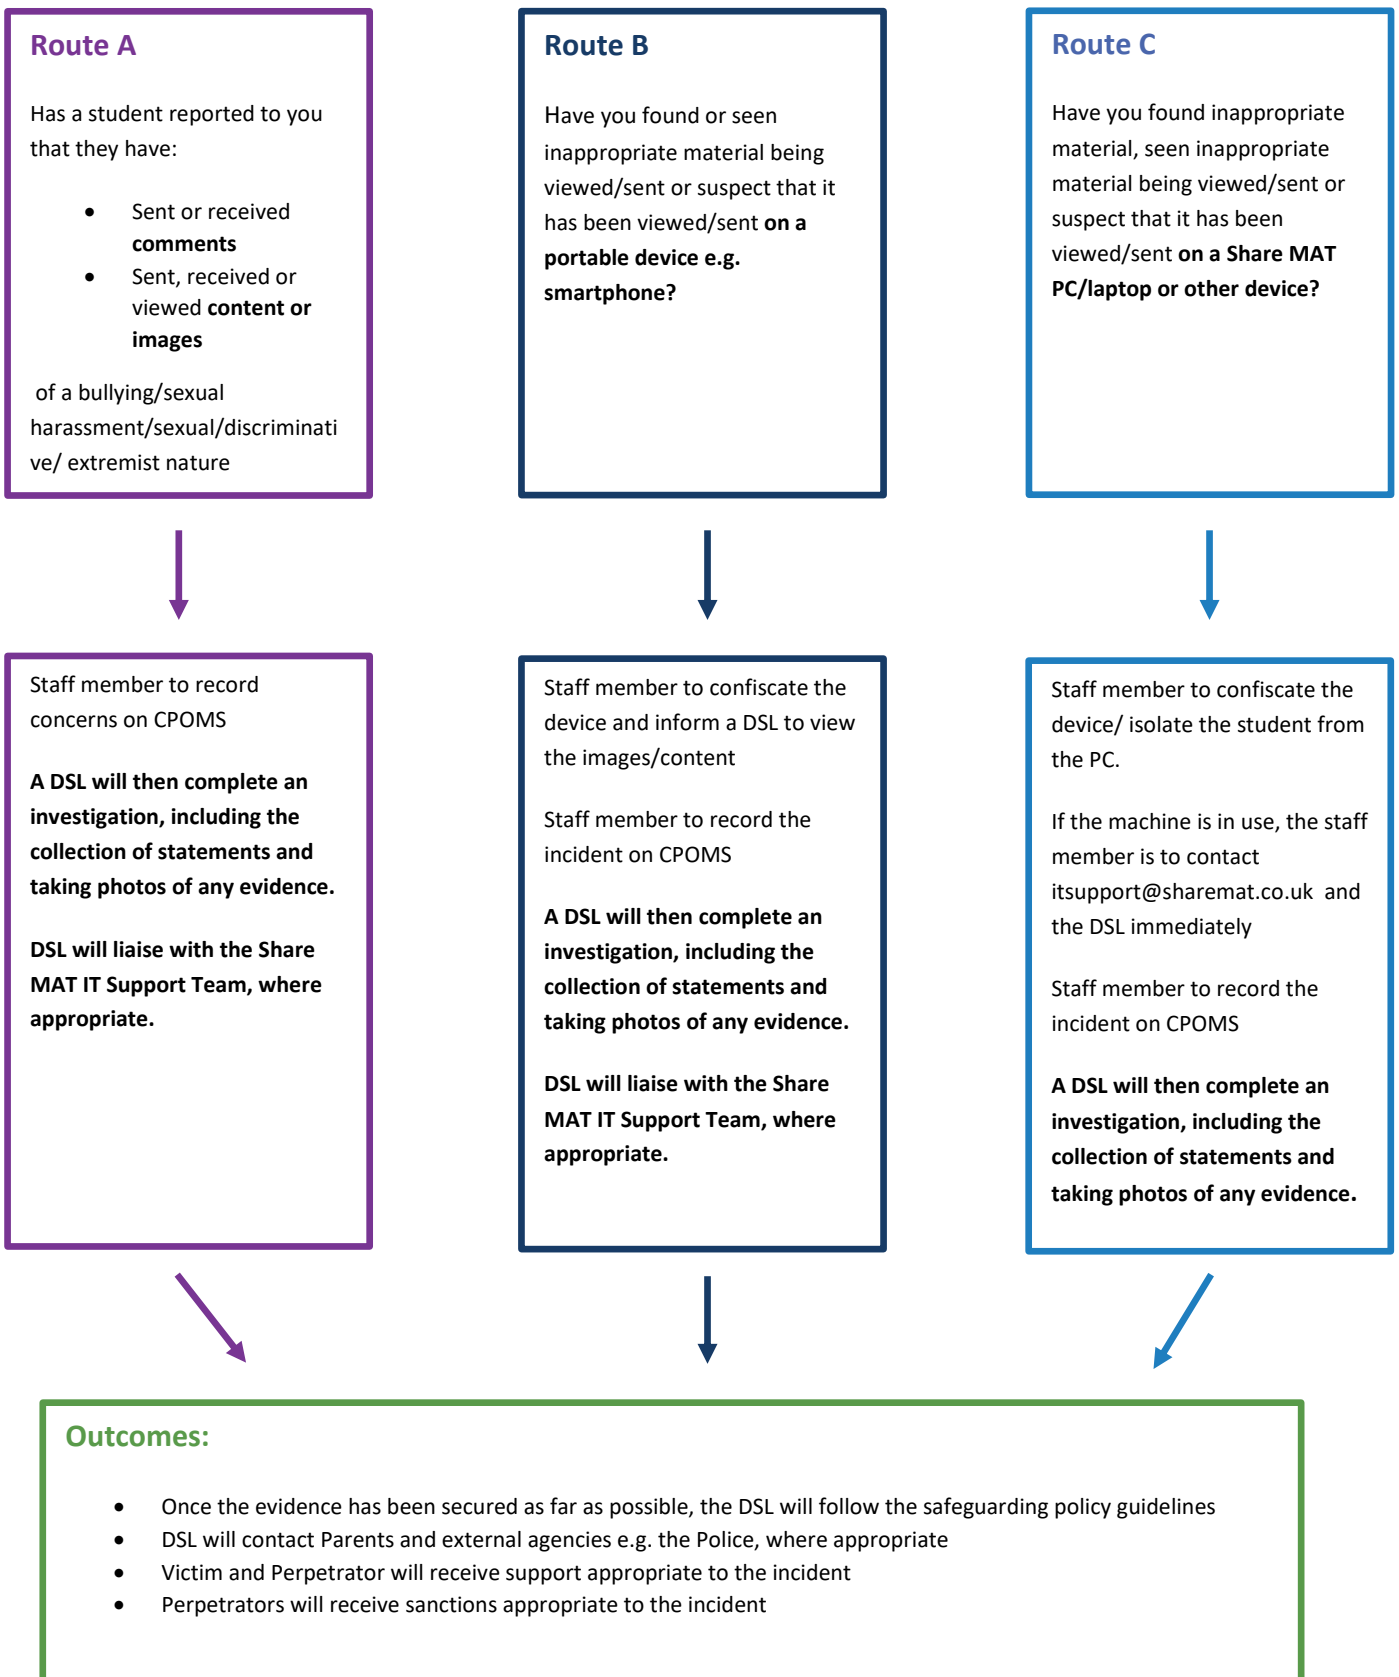 Route A
Has a student reported to you
that they have:
• Sent or received
comments
• Sent, received or
viewed content or
images
of a bullying/sexual
harassment/sexual/discriminati
ve/ extremist nature
Route B
Have you found or seen
inappropriate material being
viewed/sent or suspect that it
has been viewed/sent on a
portable device e.g.
smartphone?
Route C
Have you found inappropriate
material, seen inappropriate
material being viewed/sent or
suspect that it has been
viewed/sent on a Share MAT
PC/laptop or other device?
Staff member to record
concerns on CPOMS
A DSL will then complete an
investigation, including the
collection of statements and
taking photos of any evidence.
DSL will liaise with the Share
MAT IT Support Team, where
appropriate.
Staff member to confiscate the
device and inform a DSL to view
the images/content
Staff member to record the
incident on CPOMS
A DSL will then complete an
investigation, including the
collection of statements and
taking photos of any evidence.
DSL will liaise with the Share
MAT IT Support Team, where
appropriate.
Staff member to confiscate the
device/ isolate the student from
the PC.
If the machine is in use, the staff
member is to contact
itsupport@sharemat.co.uk and
the DSL immediately
Staff member to record the
incident on CPOMS
A DSL will then complete an
investigation, including the
collection of statements and
taking photos of any evidence.
Outcomes:
• Once the evidence has been secured as far as possible, the DSL will follow the safeguarding policy guidelines
• DSL will contact Parents and external agencies e.g. the Police, where appropriate
• Victim and Perpetrator will receive support appropriate to the incident
• Perpetrators will receive sanctions appropriate to the incident